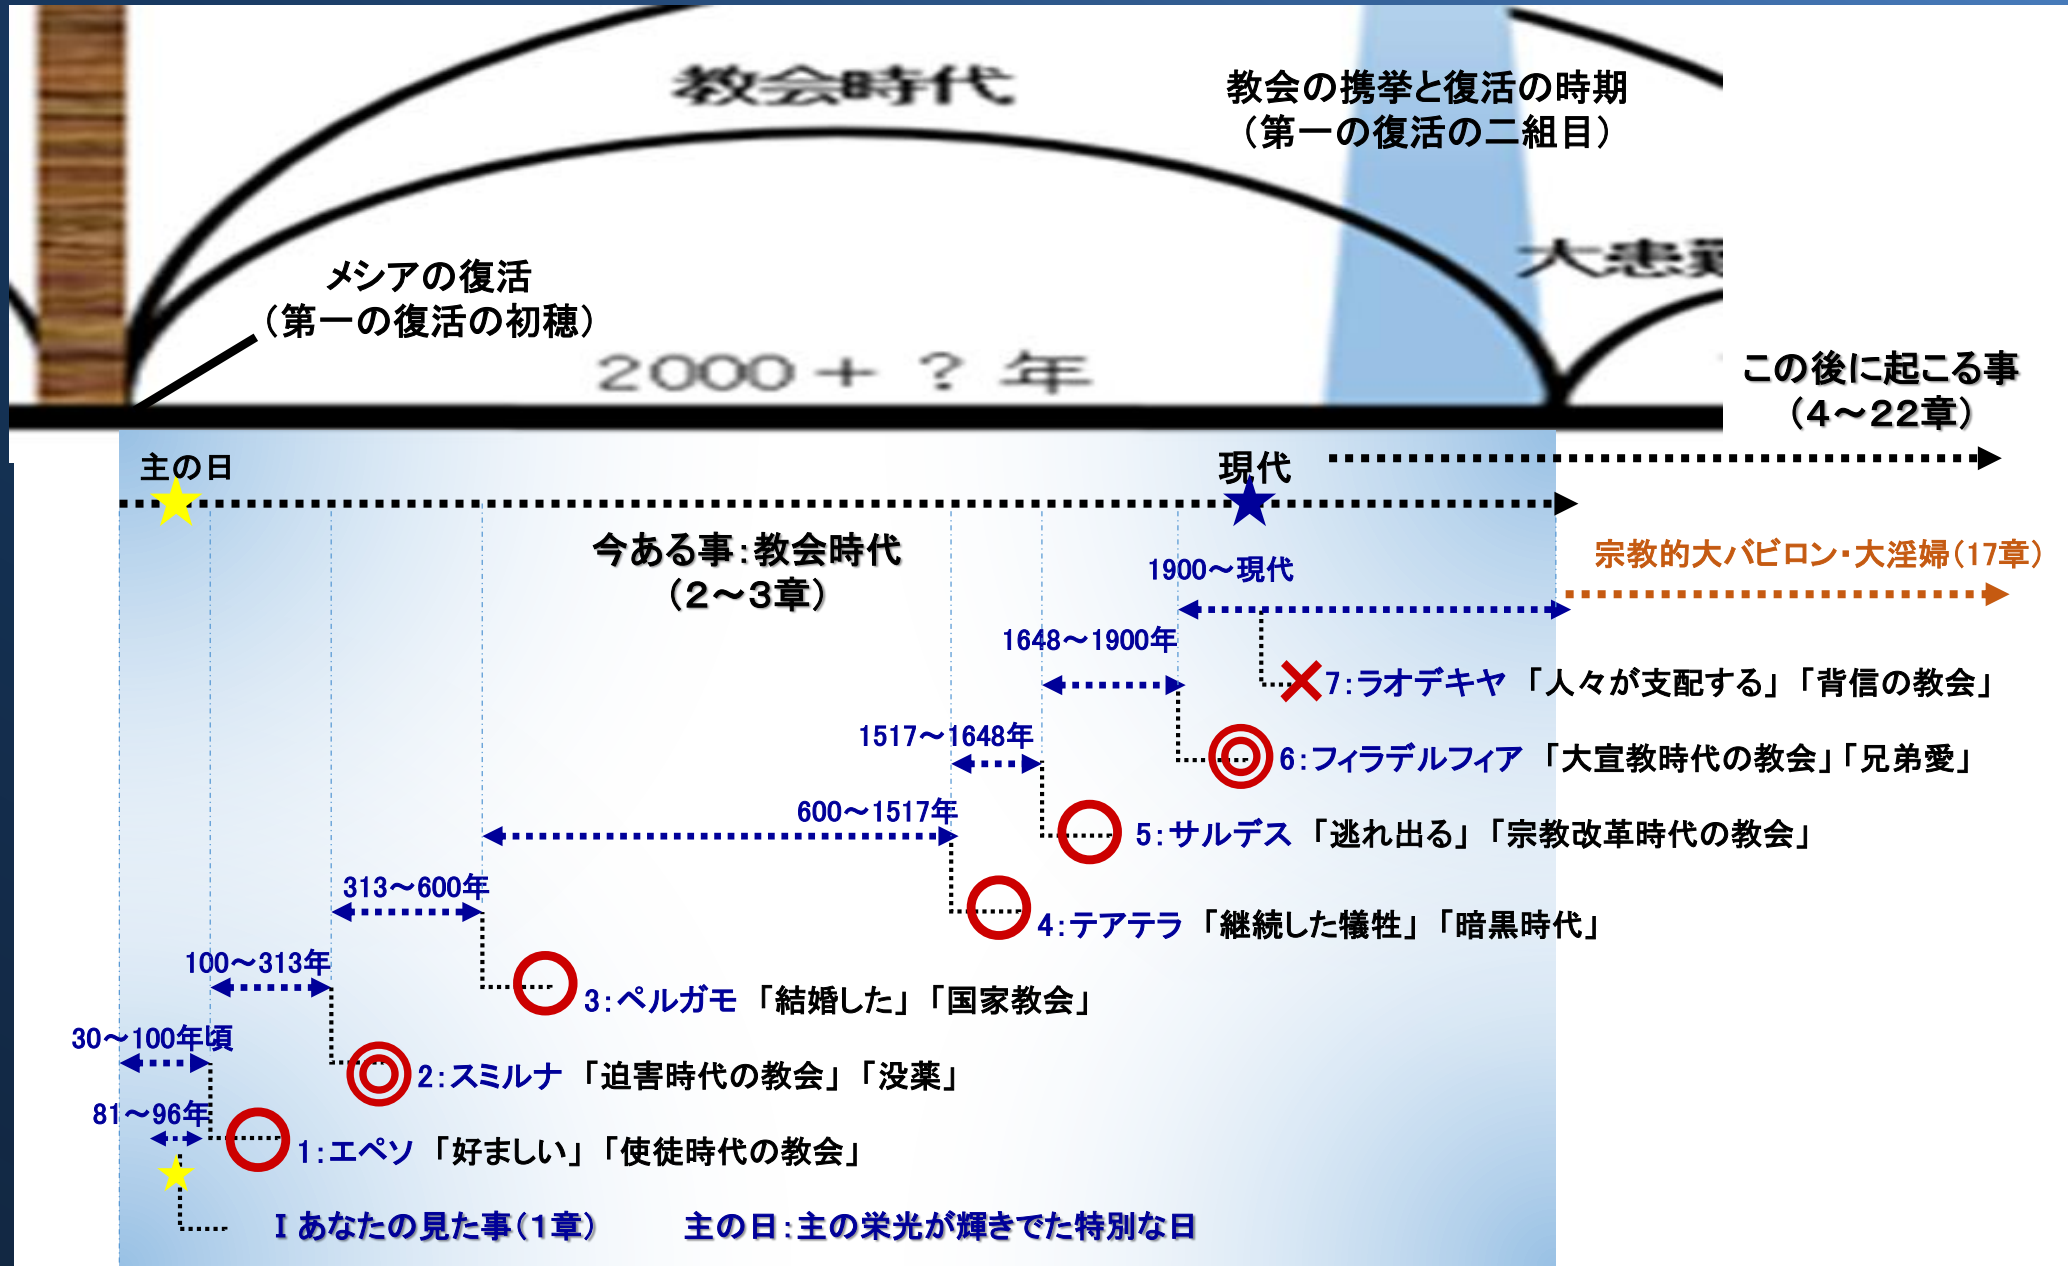 教会時代
教会の携挙と復活の時期
（第一の復活の二組目）
大患
メシアの復活
（第一の復活の初穂）
2000＋？年
この後に起こる事
（４～２２章）
主の日
現代
今ある事：教会時代
（２～３章）
宗教的大バビロン・大淫婦（17章）
1900～現代
1648～1900年
7：ラオデキヤ 「人々が支配する」「背信の教会」
1517～1648年
6：フィラデルフィア 「大宣教時代の教会」「兄弟愛」
600～1517年
5：サルデス 「逃れ出る」「宗教改革時代の教会」
313～600年
4：テアテラ 「継続した犠牲」「暗黒時代」
100～313年
3：ペルガモ 「結婚した」「国家教会」
30～100年頃
2：スミルナ 「迫害時代の教会」「没薬」
81～96年
1：エペソ 「好ましい」「使徒時代の教会」
Ⅰ あなたの見た事（１章） 主の日：主の栄光が輝きでた特別な日